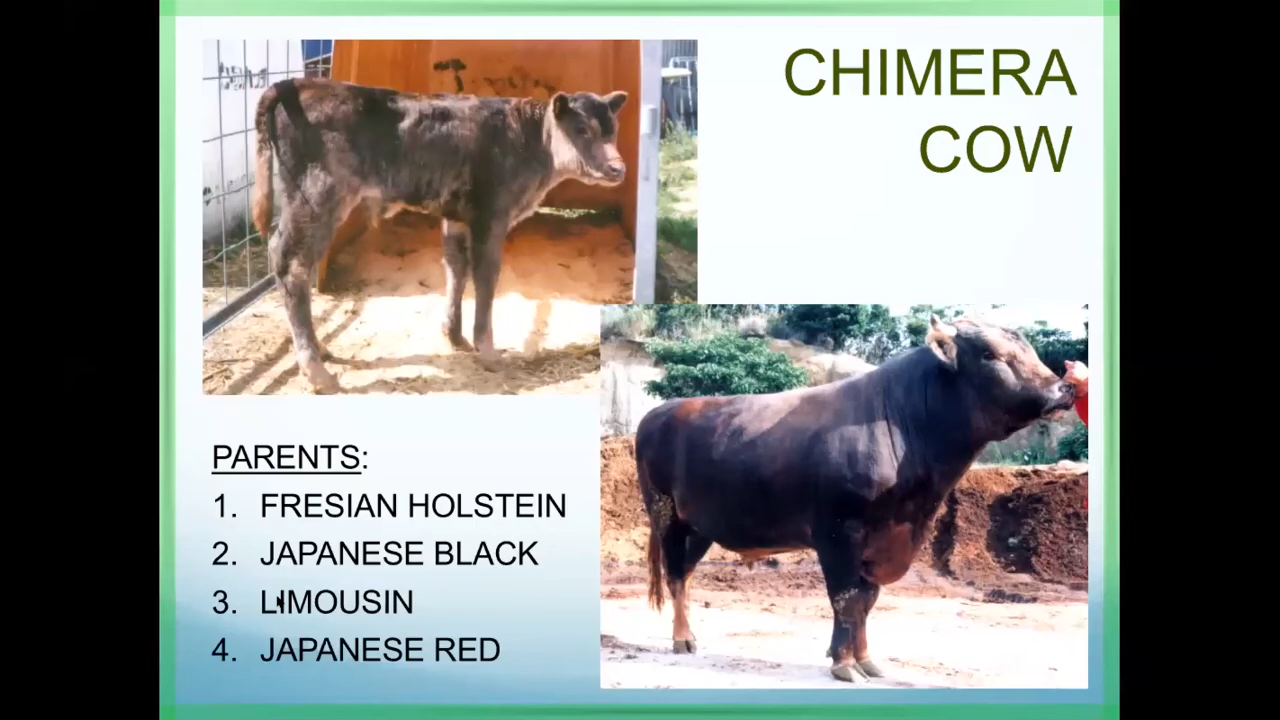 CHIMERA
COW
PARENTS:
1. FRESIAN HOLSTEIN
2. JAPANESE BLACK
3. LIMOUSIN
4. JAPANESE RED